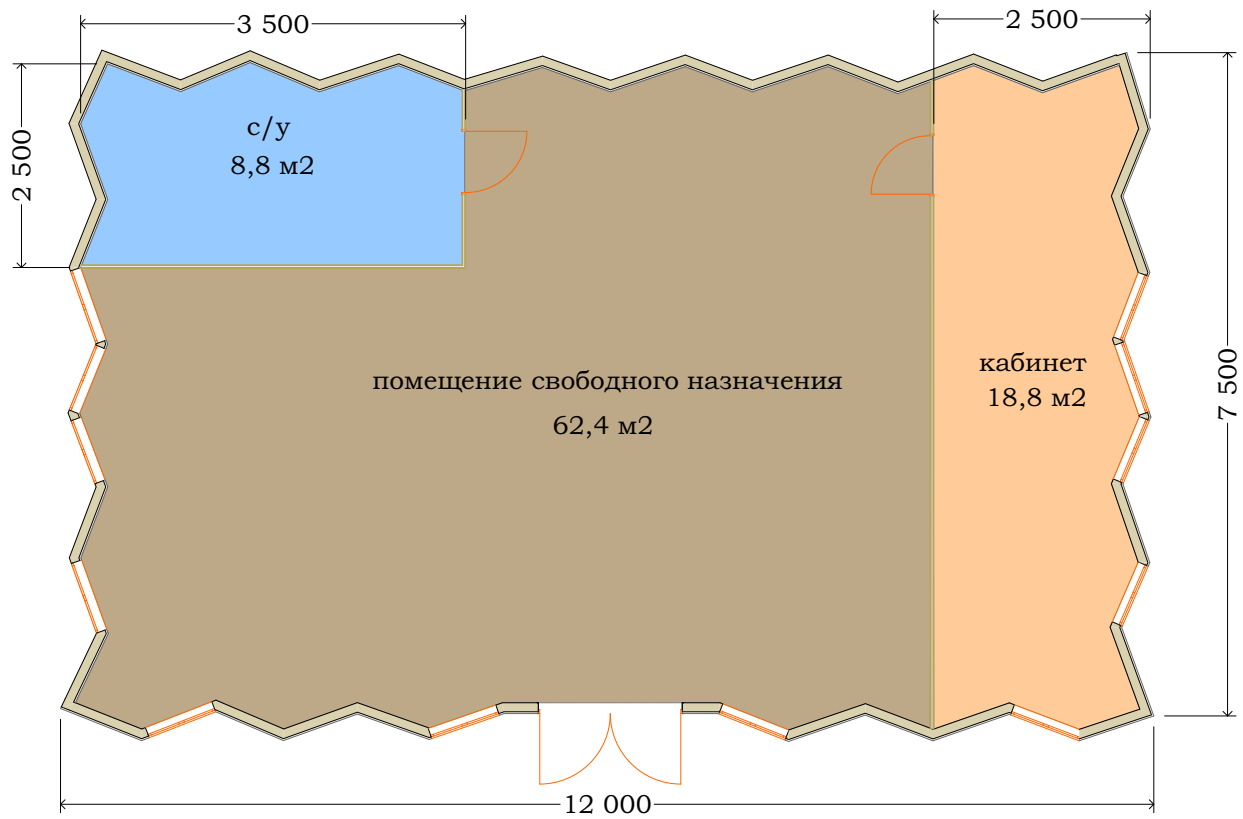 3 500
2 500
с/у
8,8 м2
2 500
кабинет
18,8 м2
помещение свободного назначения
62,4 м2
7 500
12 000